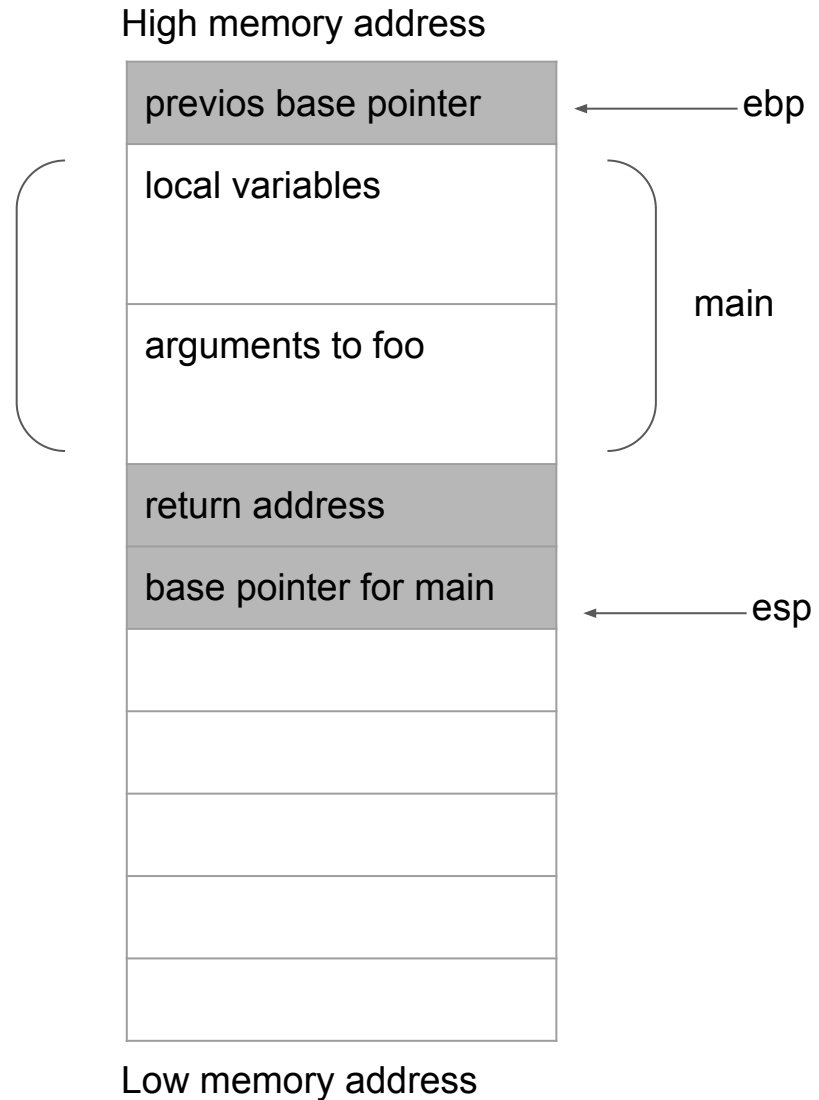 High memory address
previos base pointer
ebp
local variables
main
arguments to foo
return address
base pointer for main
esp
Low memory address